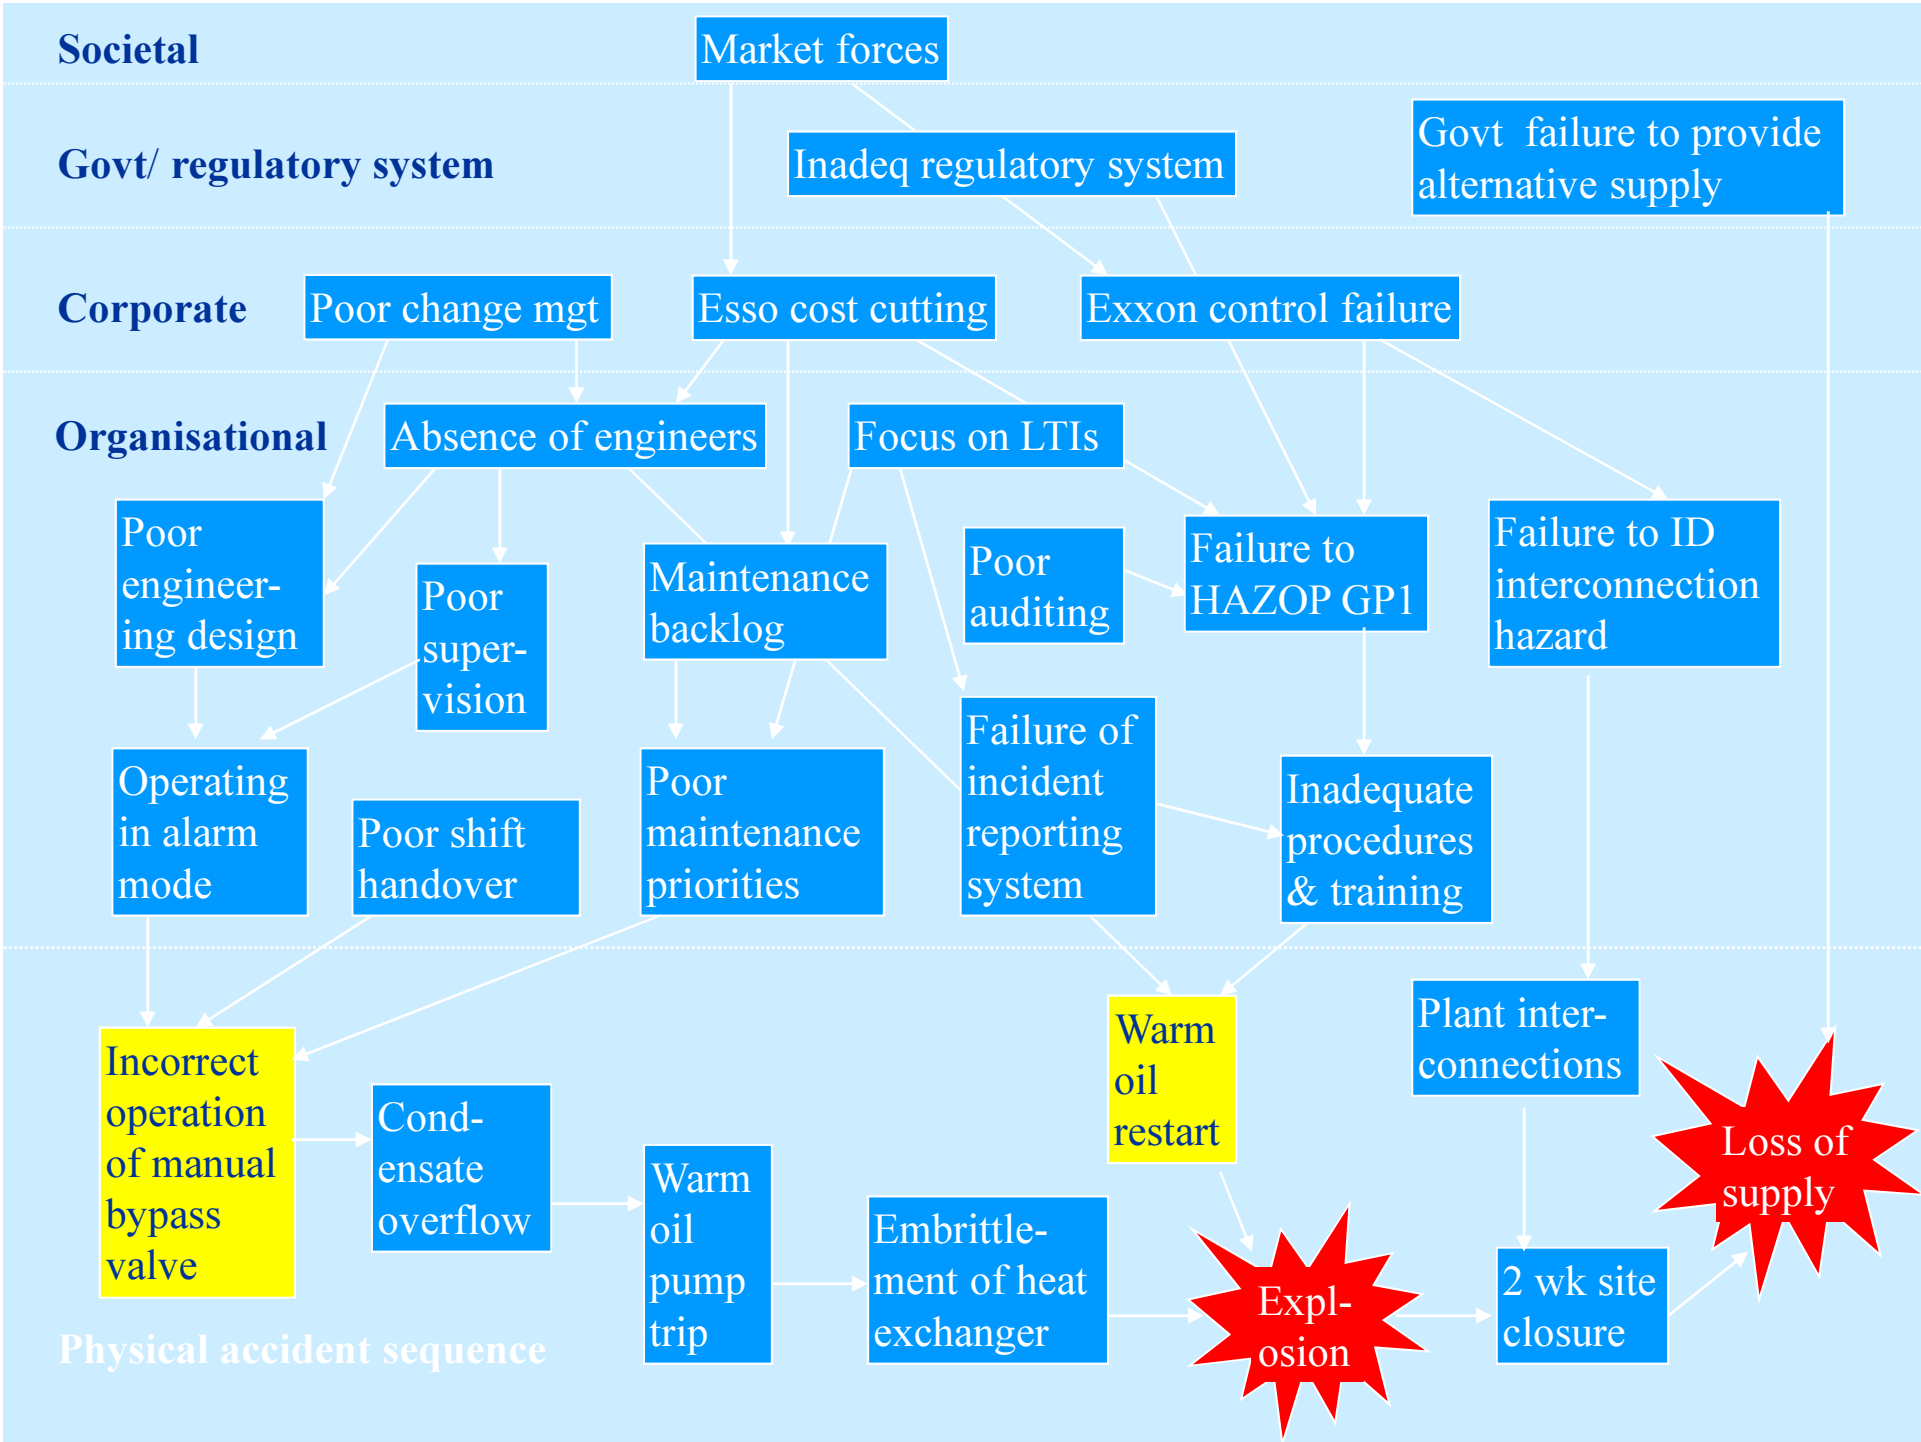 Societal
Market forces
Govt/ regulatory system
Inadeq regulatory system
Govt  failure to provide
alternative supply
Corporate
Poor change mgt
Esso cost cutting
Exxon control failure
Organisational
Absence of engineers
Focus on LTIs
Poor
engineer-
ing design
Poor
super-
vision
Maintenance
backlog
Poor
auditing
Failure to
HAZOP GP1
Failure to ID
interconnection
hazard
Operating
in alarm
mode
Poor shift
handover
Poor
maintenance
priorities
Failure of
incident
reporting
system
Inadequate
procedures
& training
Incorrect
operation
of manual
bypass
valve
Cond-
ensate
overflow
Warm
oil
pump
trip
Embrittle-
ment of heat
exchanger
Warm
oil
restart
Expl-
osion
Plant inter-
connections
2 wk site
closure
Loss of
supply
Physical accident sequence